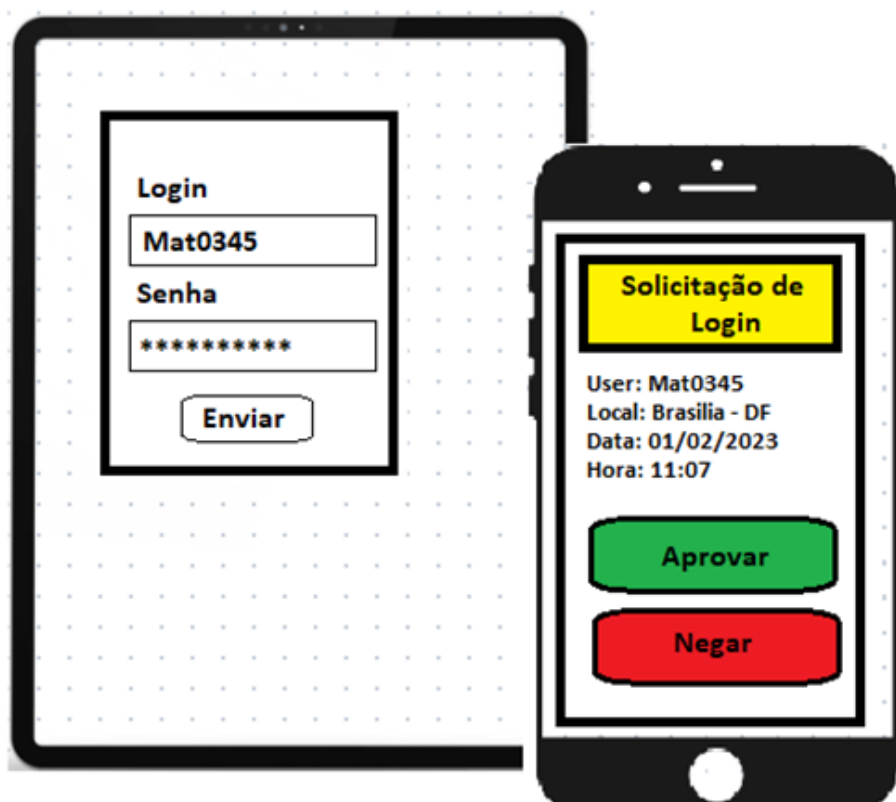 Login
Mat0345
Senha
**********
Enviar
Solicitação de
Login
User: Mat0345
Local: Brasilia - DF
Data: 01/02/2023
Hora: 11:07
Aprovar
Negar